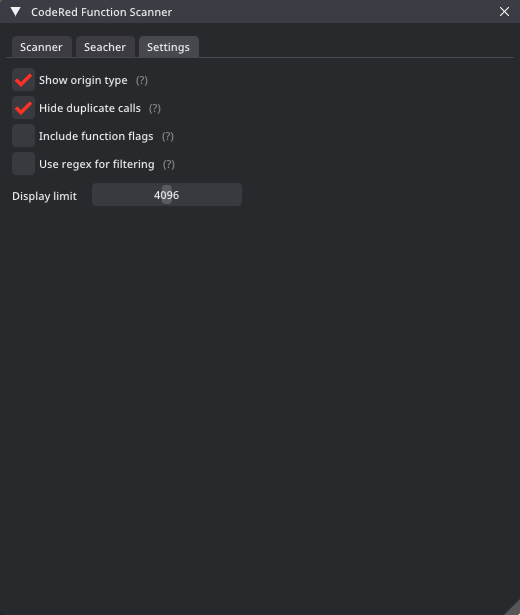 CodeRed Function Scanner
Scanner Seacher Settings
Show origin type (?)
Hide duplicate calls (?)
Include function flags (?)
Use regex for filtering (?)
Display limit 4096